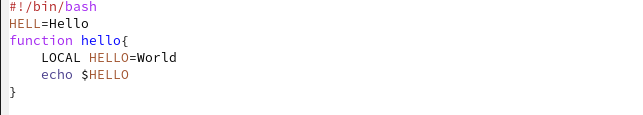 #!/bin/bash
HELL=Hello
function hello{
    LOCAL HELLO=World
    echo $HELLO
}